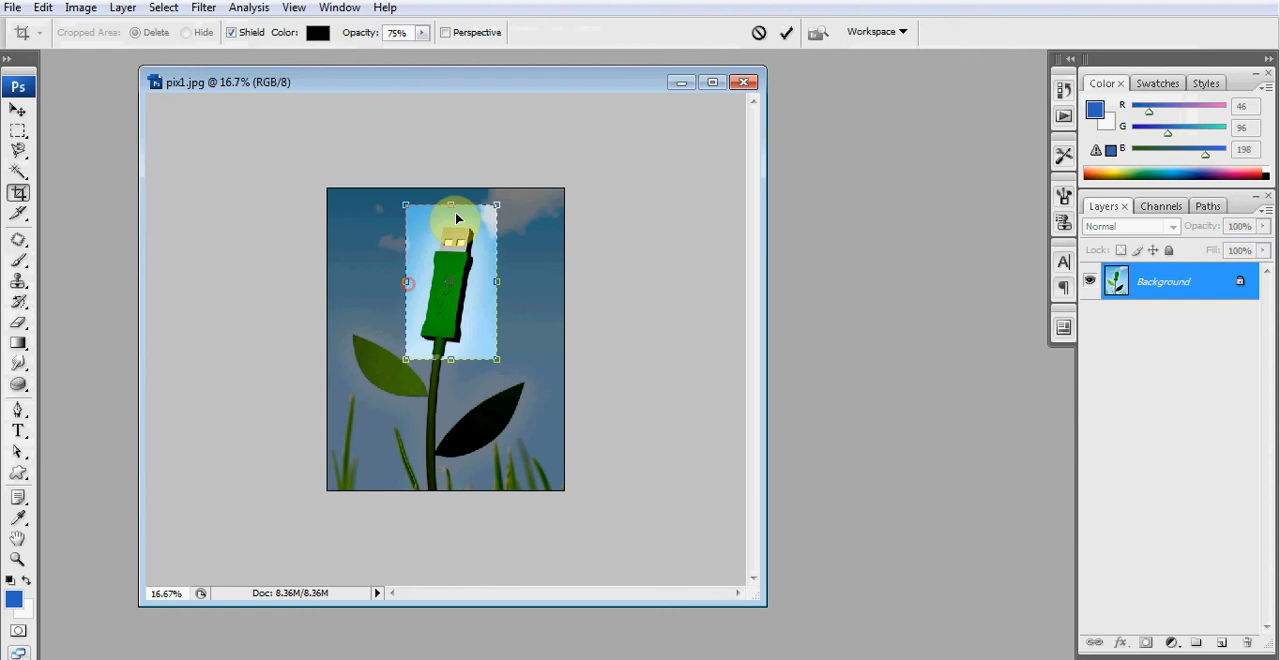 File Edit Image Layer Select Filter Analysis View Window Help
Cropped Area: Delete Hide Shield Color: Opacity: 75% Perspective Workspace
Ps
pix1.jpg @ 16.7% (RGB/8)
Color Swatches Styles
R 46
G 96
B 198
Layers Channels Paths
Normal Opacity: 100%
Lock: Fill: 100%
Background
T
A
16.67% Doc: 8.36M/8.36M